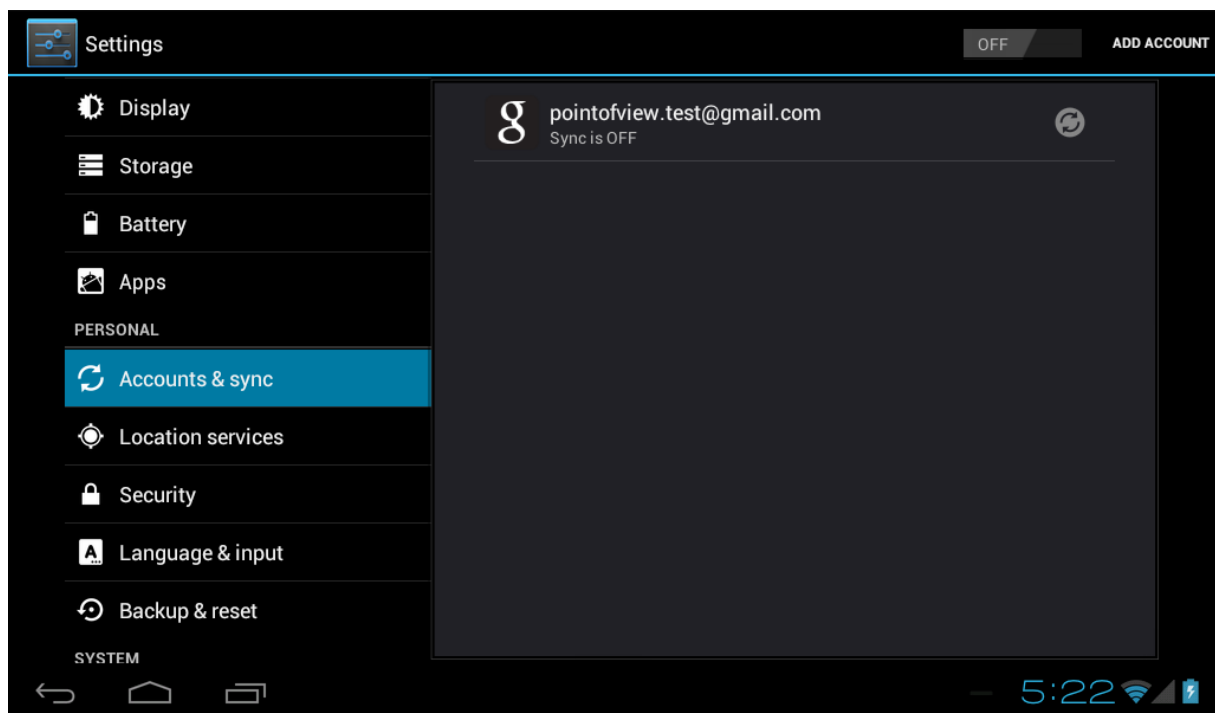 Settings
OFF
ADD ACCOUNT
Display
Storage
Battery
Apps
PERSONAL
Accounts & sync
Location services
Security
Language & input
Backup & reset
SYSTEM
pointofview.test@gmail.com
Sync is OFF
5:22